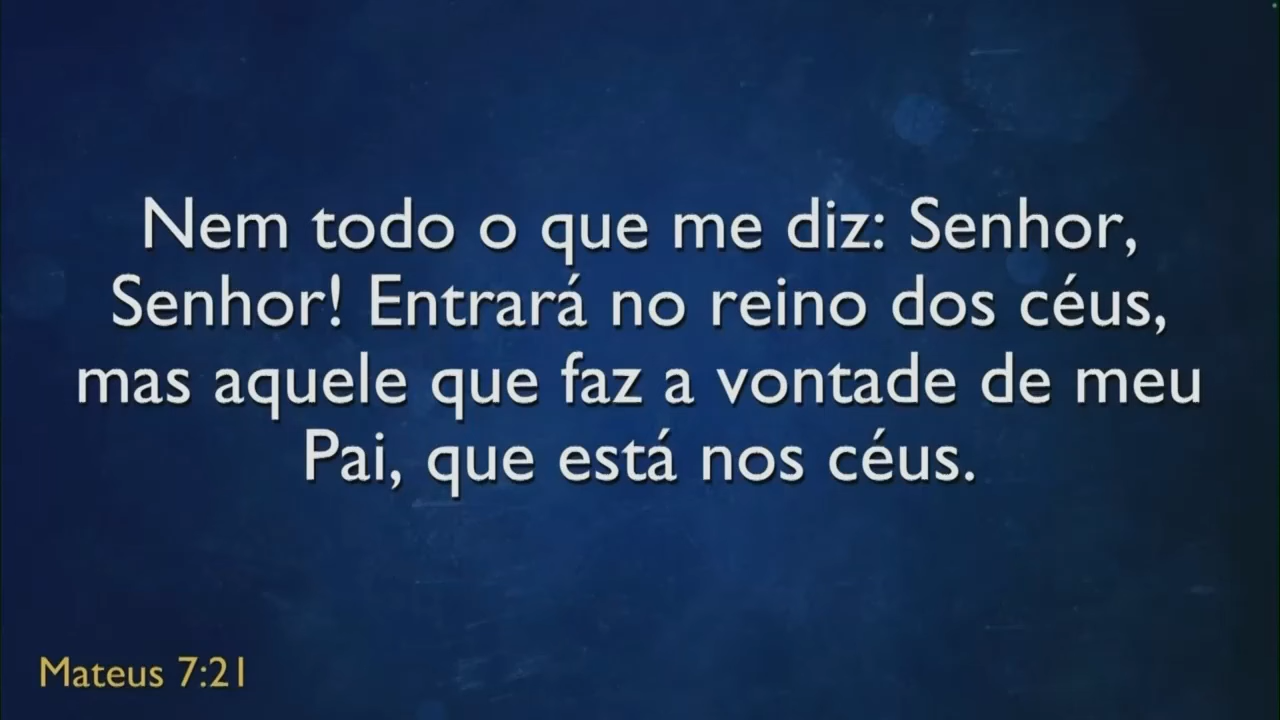 Nem todo o que me diz: Senhor,
Senhor! Entrará no reino dos céus,
mas aquele que faz a vontade de meu
Pai, que está nos céus.
Mateus 7:21